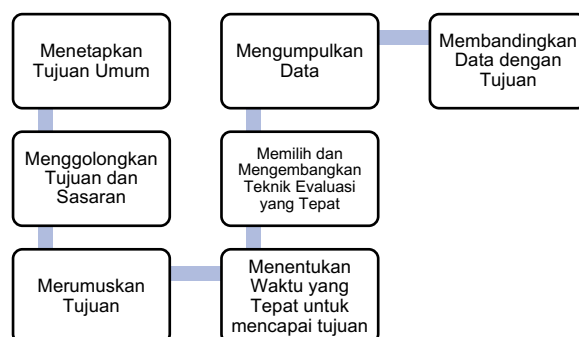 Menetapkan
Tujuan Umum
Menggolongkan
Tujuan dan
Sasaran
Merumuskan
Tujuan
Menentukan
Waktu yang
Tepat untuk
mencapai tujuan
Memilih dan
Mengembangkan
Teknik Evaluasi
yang Tepat
Mengumpulkan
Data
Membandingkan
Data dengan
Tujuan